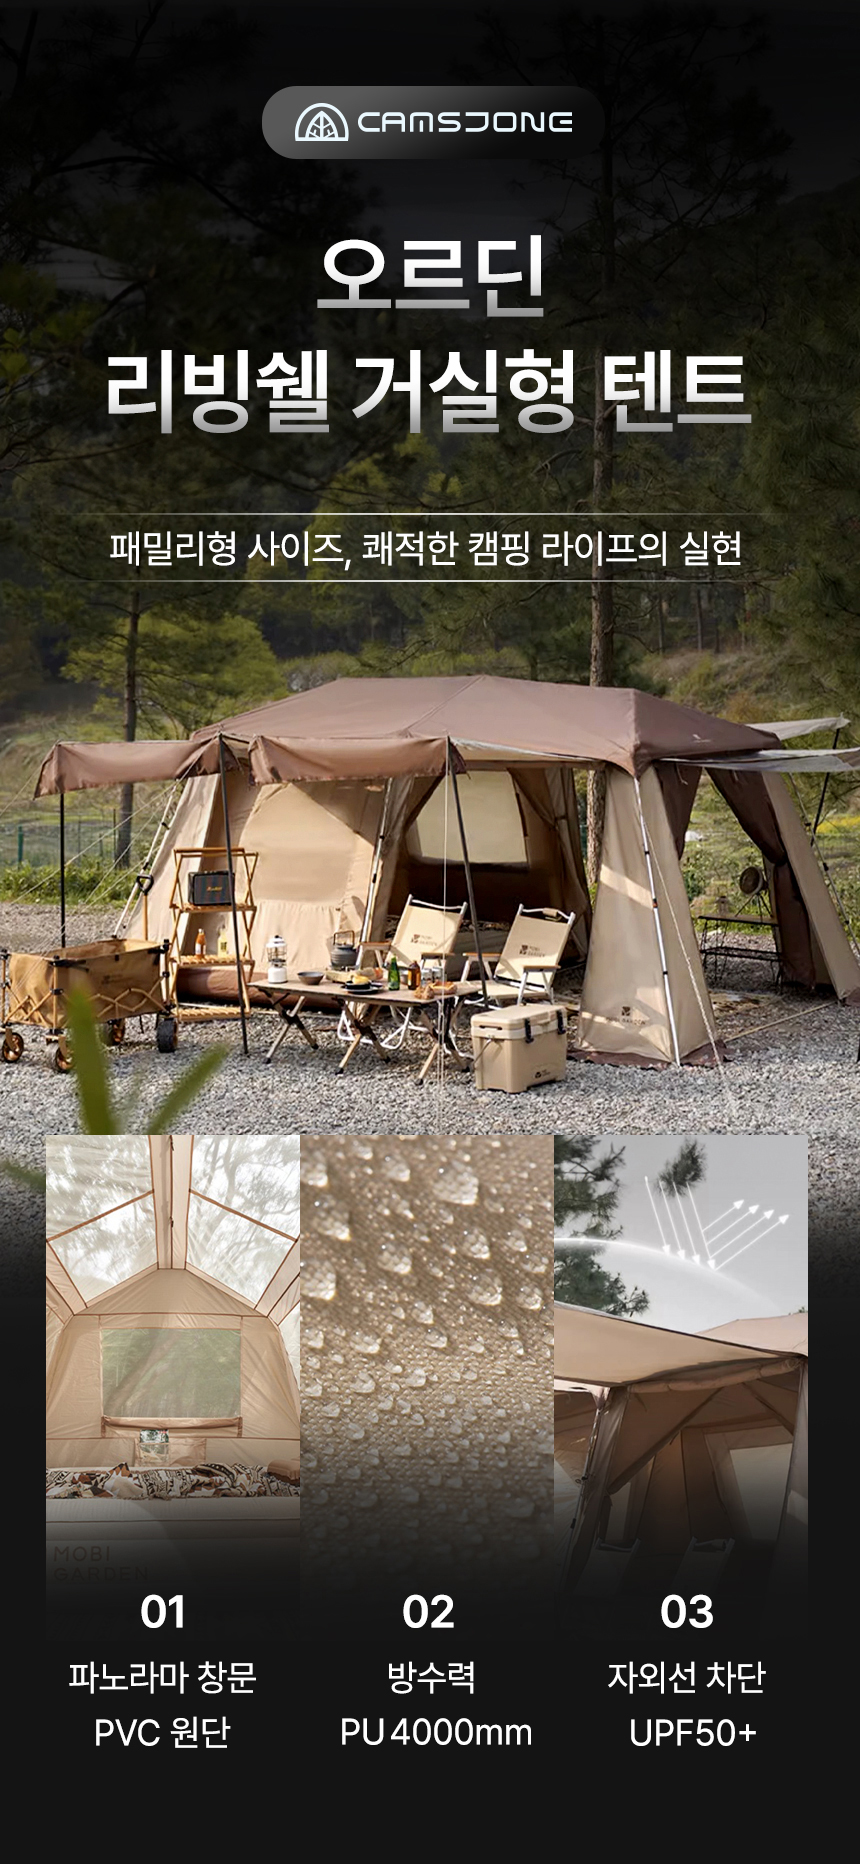 CAMSJONE
오르딘
리빙쉘 거실형 텐트
패밀리형 사이즈, 쾌적한 캠핑 라이프의 실현
MOBI
GARDEN
01
파노라마 창문
PVC 원단
02
방수력
PU 4000mm
03
자외선 차단
UPF50+